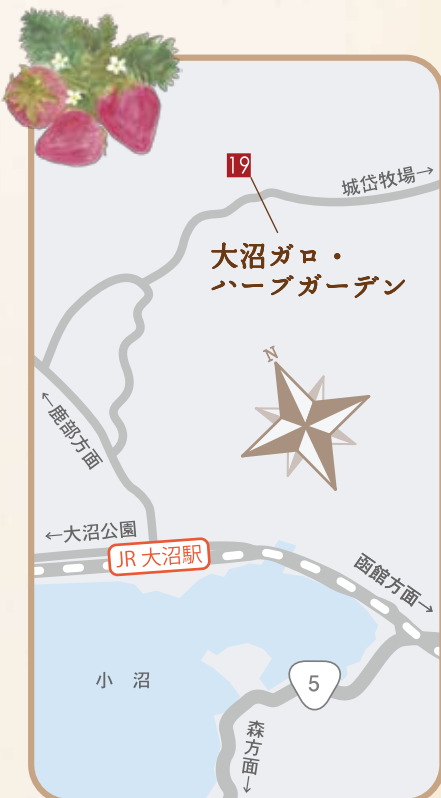 19
城岱牧場→
大沼ガロ・
ハーブガーデン
N
←鹿部方面
←大沼公園
JR 大沼駅
函館方面→
小 沼
5
森方面→